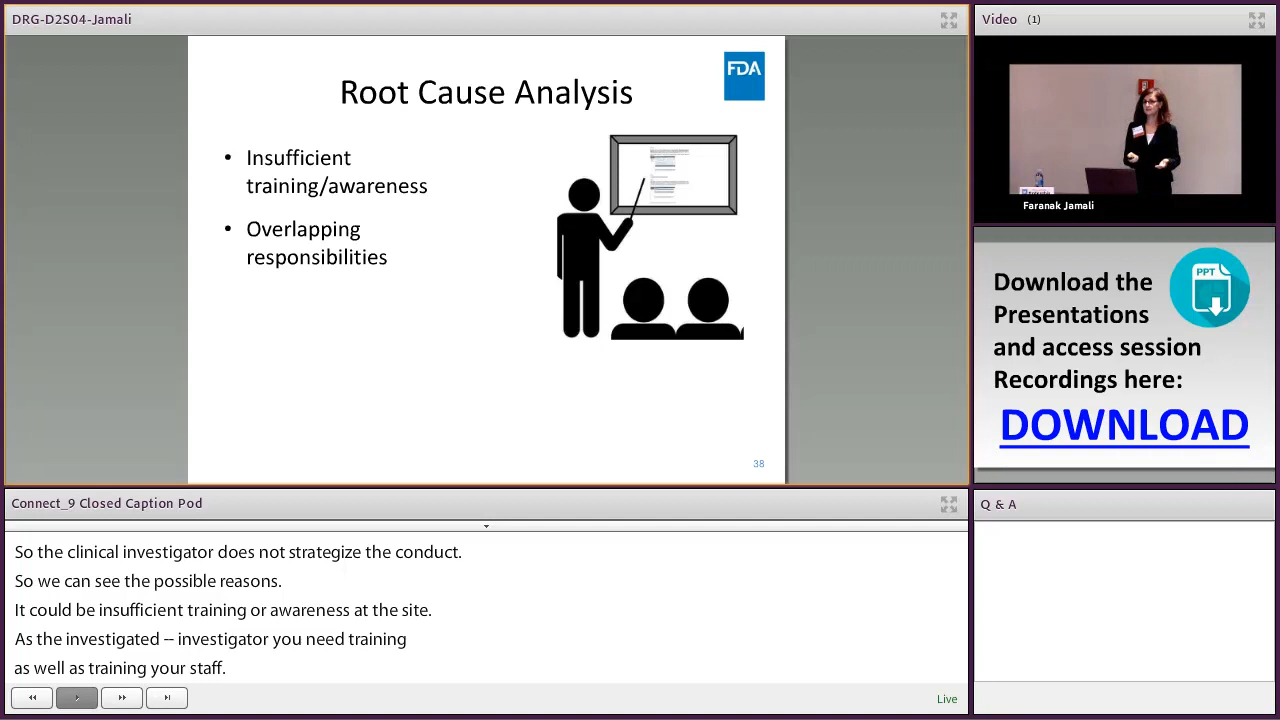 DRG-D2S04-Jamali
Root Cause Analysis
FDA
• Insufficient
training/awareness
• Overlapping
responsibilities
38
Video (1)
Faranak Jamali
Download the
Presentations
and access session
Recordings here:
DOWNLOAD
PPT
Connect_9 Closed Caption Pod
So the clinical investigator does not strategize the conduct.
So we can see the possible reasons.
It could be insufficient training or awareness at the site.
As the investigated -- investigator you need training
as well as training your staff.
Live
Q & A